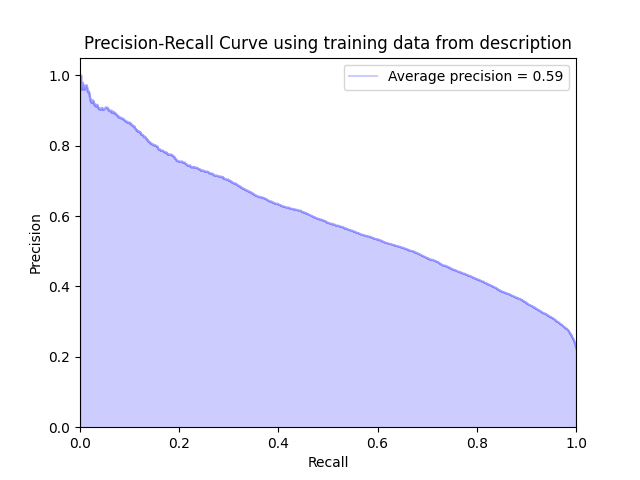 Precision-Recall Curve using training data from description
Average precision = 0.59
1.0
0.8
0.6
0.4
0.2
0.0
Precision
0.0 0.2 0.4 0.6 0.8 1.0
Recall